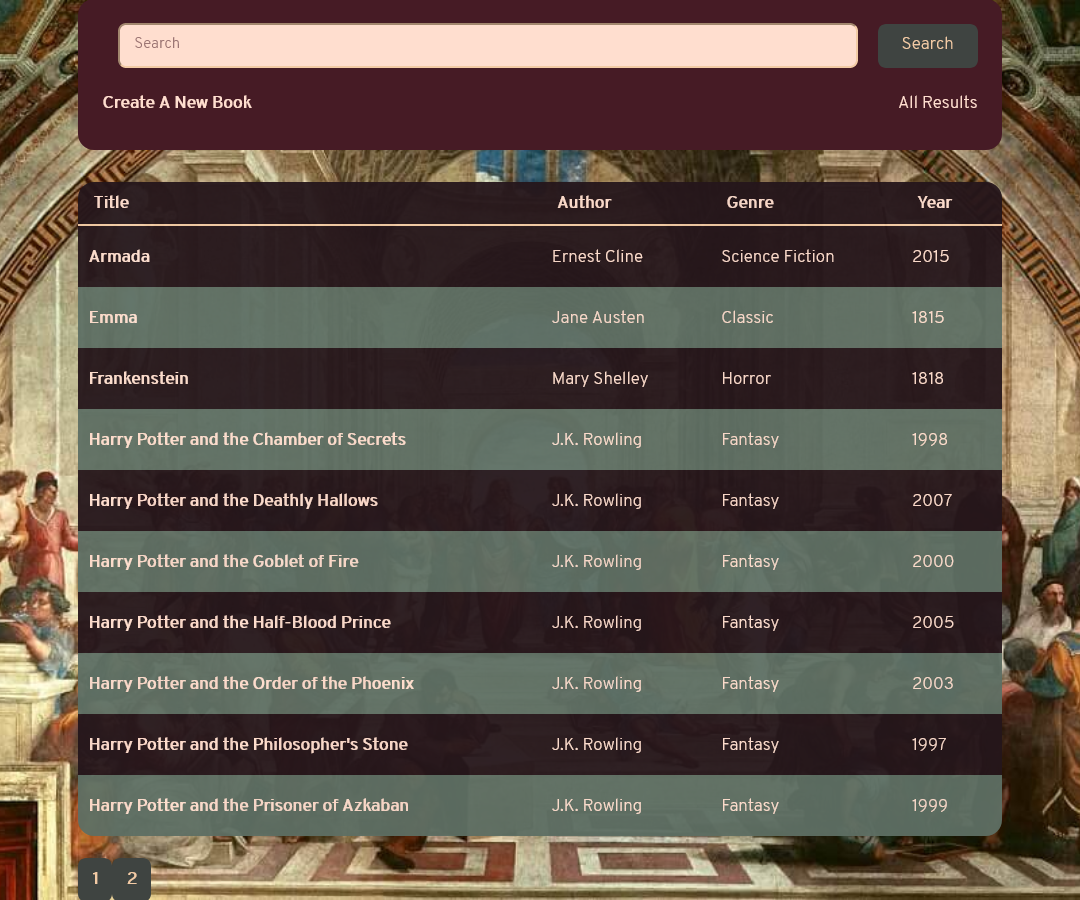 Search Search
Create A New Book All Results
Title Author Genre Year
Armada Ernest Cline Science Fiction 2015
Emma Jane Austen Classic 1815
Frankenstein Mary Shelley Horror 1818
Harry Potter and the Chamber of Secrets J.K. Rowling Fantasy 1998
Harry Potter and the Deathly Hallows J.K. Rowling Fantasy 2007
Harry Potter and the Goblet of Fire J.K. Rowling Fantasy 2000
Harry Potter and the Half-Blood Prince J.K. Rowling Fantasy 2005
Harry Potter and the Order of the Phoenix J.K. Rowling Fantasy 2003
Harry Potter and the Philosopher's Stone J.K. Rowling Fantasy 1997
Harry Potter and the Prisoner of Azkaban J.K. Rowling Fantasy 1999
1 2